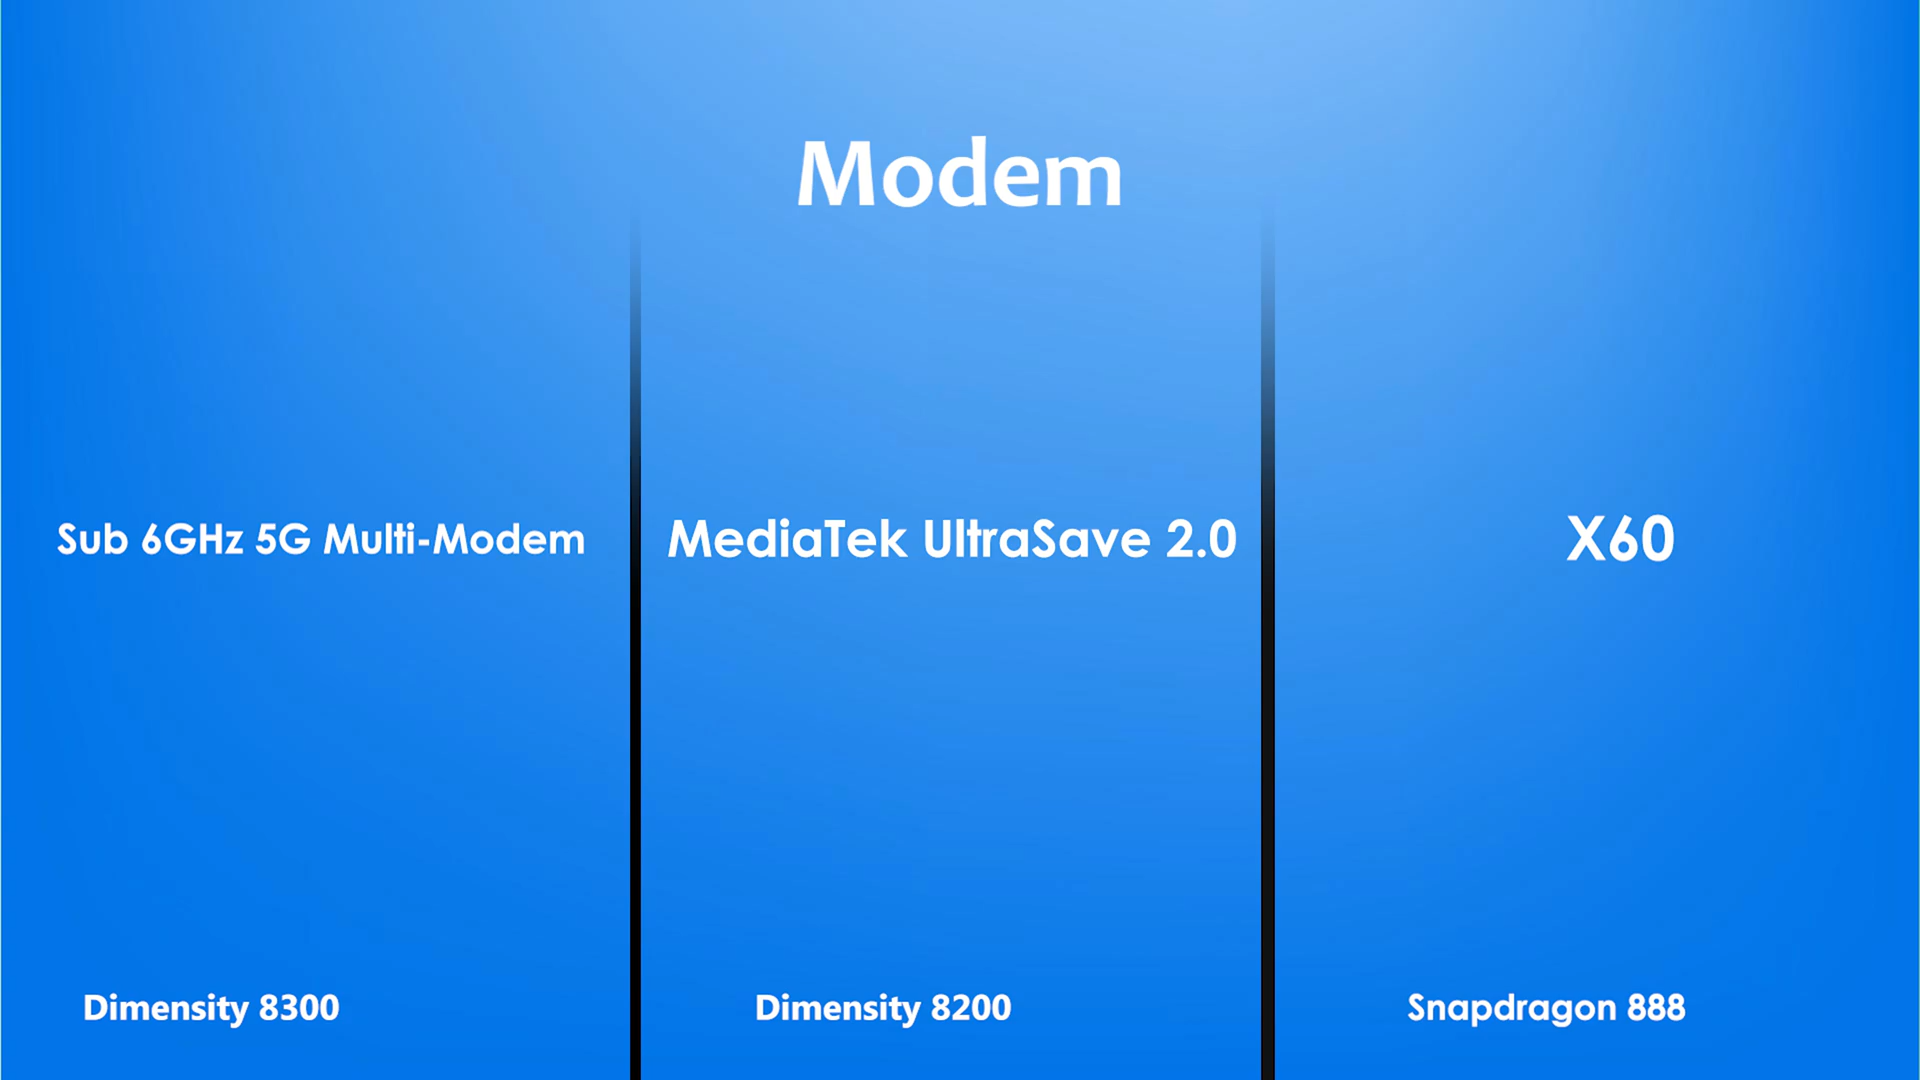 Modem
Sub 6GHz 5G Multi-Modem
MediaTek UltraSave 2.0
X60
Dimensity 8300
Dimensity 8200
Snapdragon 888